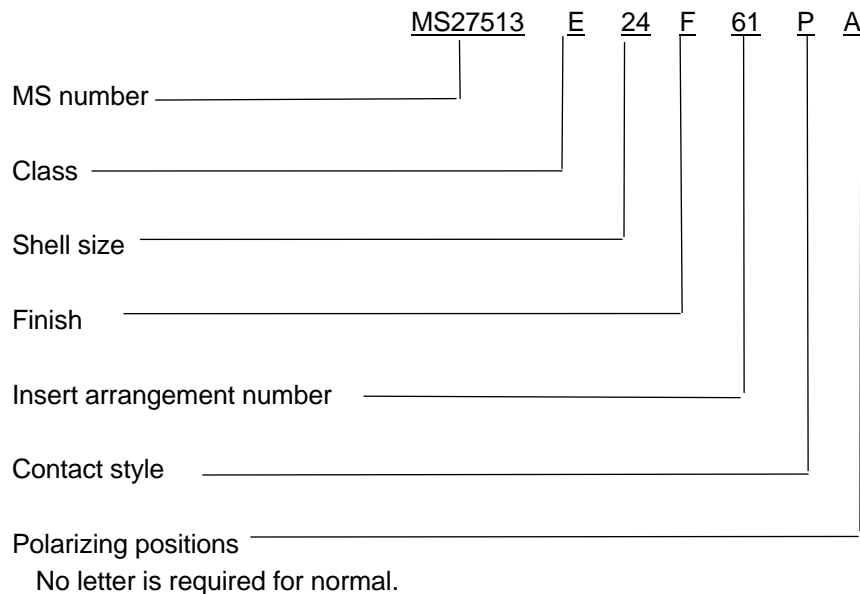 MS27513 E 24 F 61 P A
MS number
Class
Shell size
Finish
Insert arrangement number
Contact style
Polarizing positions
No letter is required for normal.